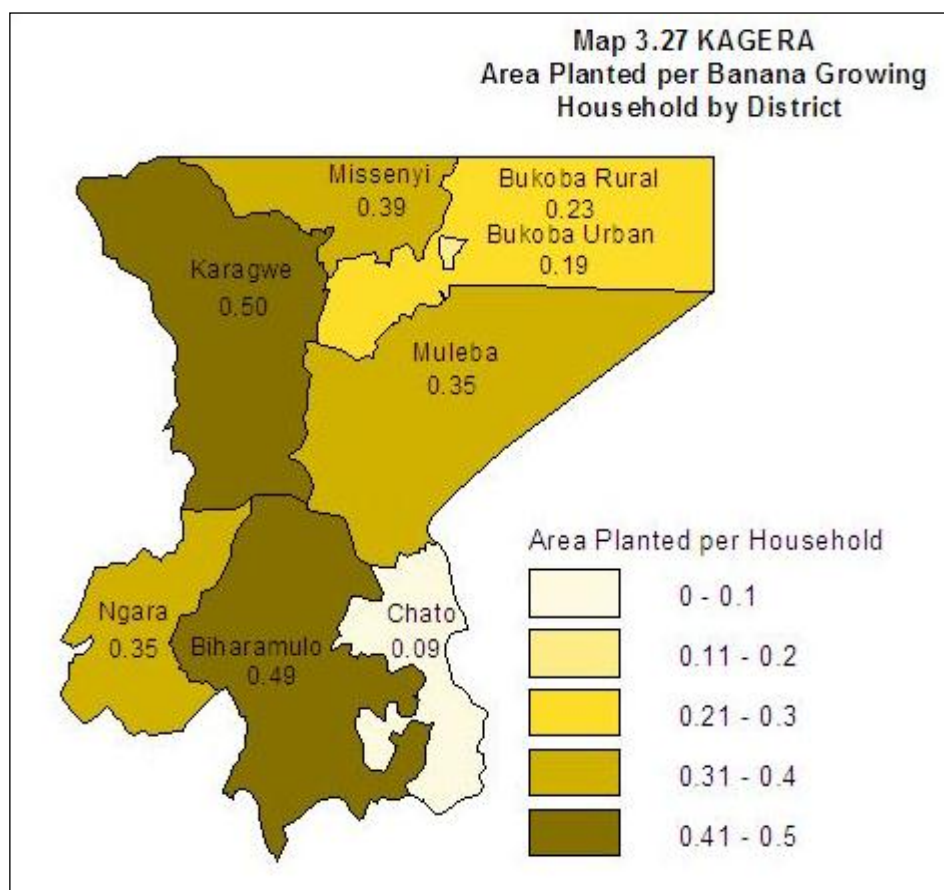 Map 3.27 KAGERA
Area Planted per Banana Growing
Household by District
Missenyi
0.39
Bukoba Rural
0.23
Bukoba Urban
0.19
Karagwe
0.50
Muleba
0.35
Ngara
0.35
Biharamulo
0.49
Chato
0.09
Area Planted per Household
0 - 0.1
0.11 - 0.2
0.21 - 0.3
0.31 - 0.4
0.41 - 0.5